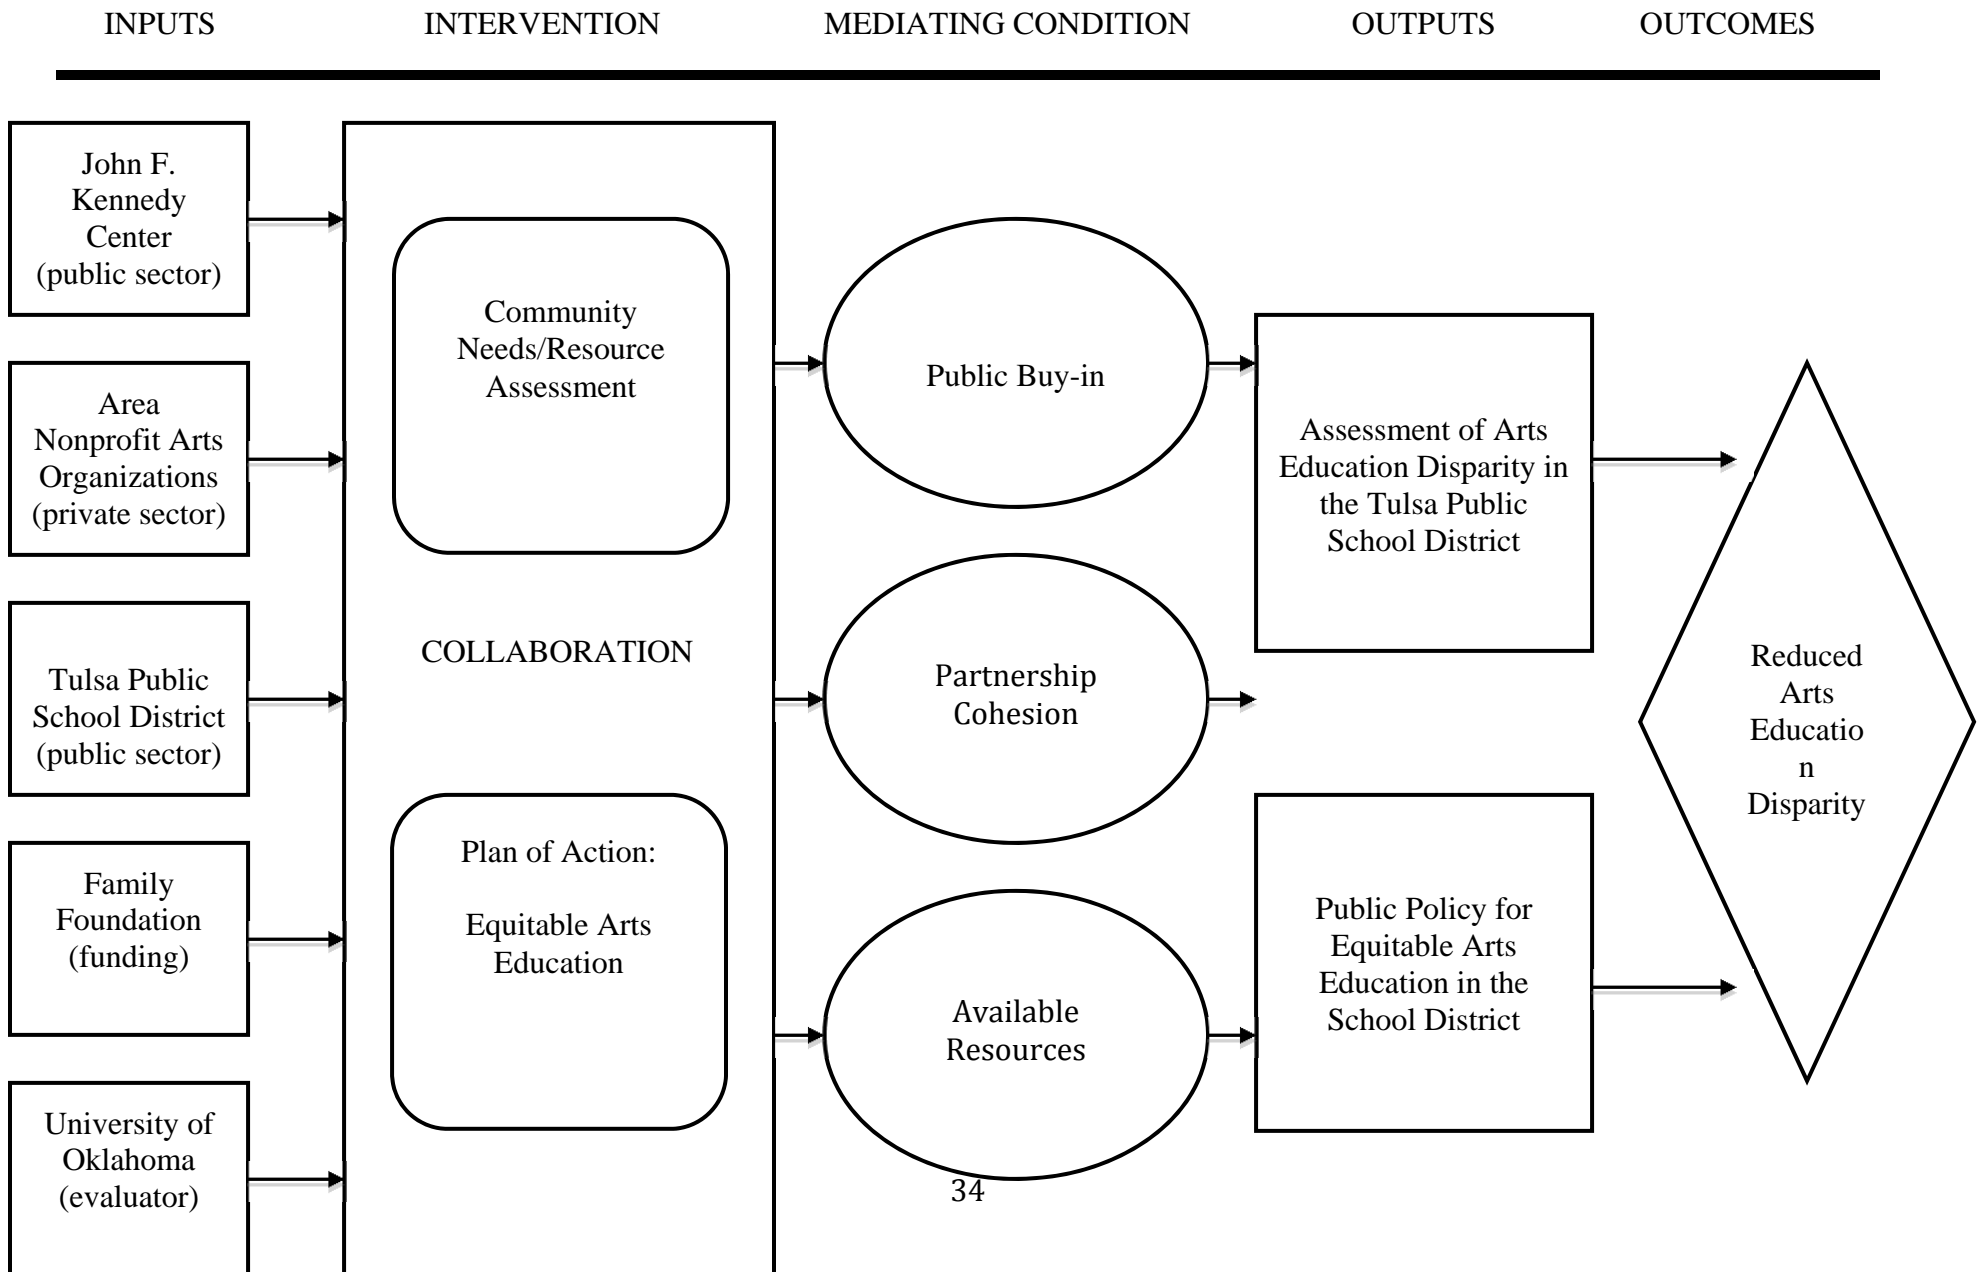 INPUTS INTERVENTION MEDIATING CONDITION OUTPUTS OUTCOMES
John F.
Kennedy
Center
(public sector)
Area
Nonprofit Arts
Organizations
(private sector)
Tulsa Public
School District
(public sector)
Family
Foundation
(funding)
University of
Oklahoma
(evaluator)
Community
Needs/Resource
Assessment
COLLABORATION
Plan of Action:
Equitable Arts
Education
Public Buy-in
Partnership
Cohesion
Available
Resources
Assessment of Arts
Education Disparity in
the Tulsa Public
School District
Public Policy for
Equitable Arts
Education in the
School District
Reduced
Arts
Educatio
n
Disparity
34